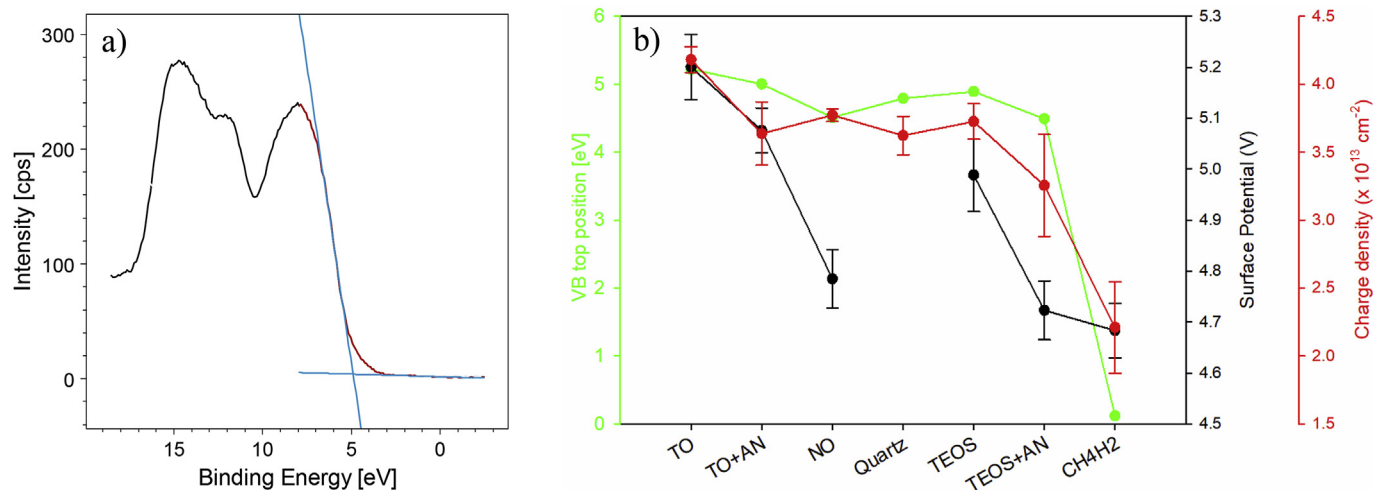 a)
Intensity [cps]
300
200
100
0
15
10
5
0
Binding Energy [eV]
b)
VB top position [eV]
6
5
4
3
2
1
0
TO
TO+AN
NO
Quartz
TEOS
TEOS+AN
CH4H2
5.3
5.2
5.1
5.0
4.9
4.8
4.7
4.6
4.5
Surface Potential (V)
4.5
4.0
3.5
3.0
2.5
2.0
1.5
Charge density (x 10¹³ cm⁻²)